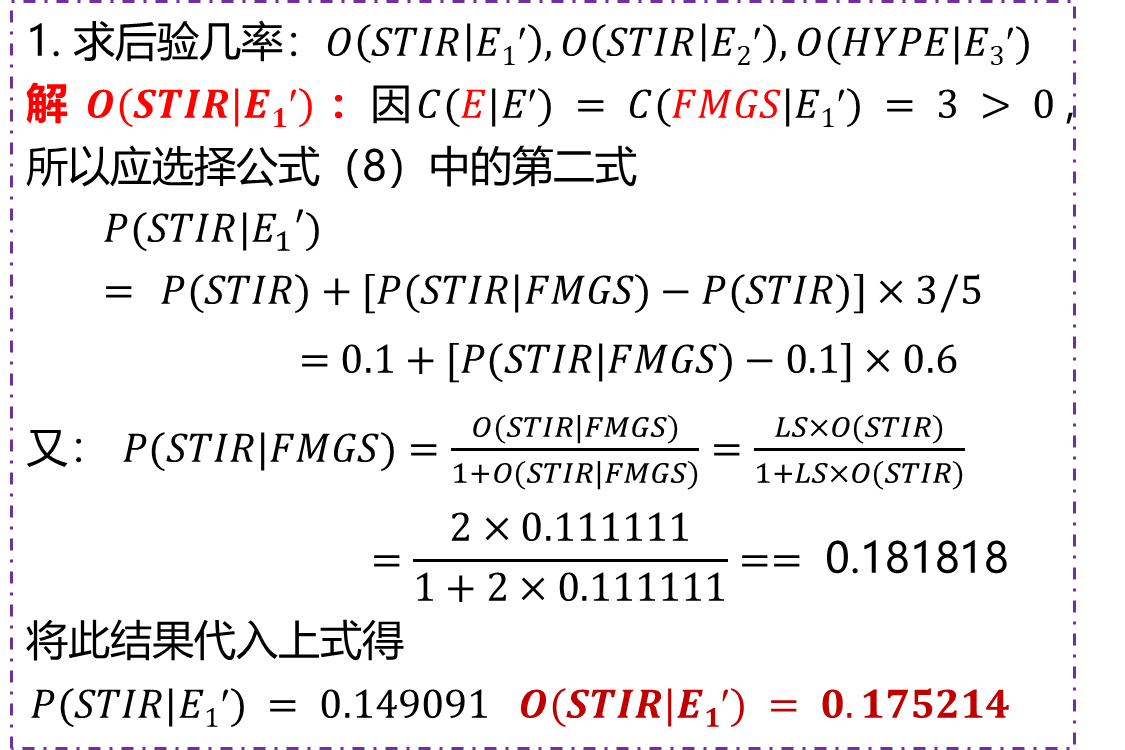 1. 求后验几率：O(STIR|E₁′), O(STIR|E₂′), O(HYPE|E₃′)
解 O(STIR|E₁′)：因C(E|E′) = C(FMGS|E₁′) = 3 > 0,
所以应选择公式（8）中的第二式
P(STIR|E₁′)
= P(STIR) + [P(STIR|FMGS) − P(STIR)] × 3/5
= 0.1 + [P(STIR|FMGS) − 0.1] × 0.6
又： P(STIR|FMGS) = O(STIR|FMGS)/1+O(STIR|FMGS) = LS×O(STIR)/1+LS×O(STIR)
= 2 × 0.111111/1 + 2 × 0.111111 == 0.181818
将此结果代入上式得
P(STIR|E₁′) = 0.149091 O(STIR|E₁′) = 0.175214